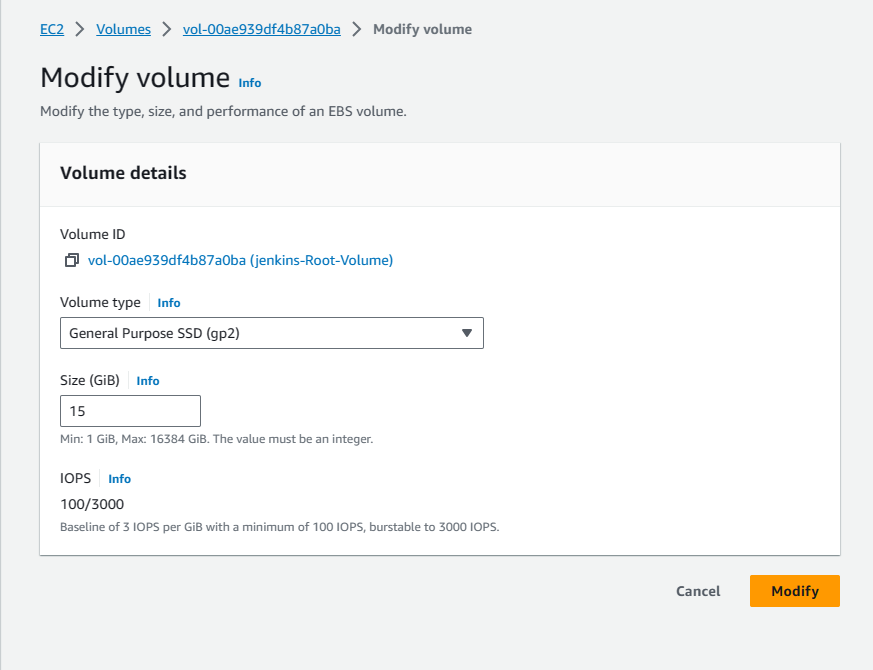 EC2 > Volumes > vol-00ae939df4b87a0ba > Modify volume
Modify volume Info
Modify the type, size, and performance of an EBS volume.
Volume details
Volume ID
vol-00ae939df4b87a0ba (jenkins-Root-Volume)
Volume type Info
General Purpose SSD (gp2)
Size (GiB) Info
15
Min: 1 GiB, Max: 16384 GiB. The value must be an integer.
IOPS Info
100/3000
Baseline of 3 IOPS per GiB with a minimum of 100 IOPS, burstable to 3000 IOPS.
Cancel Modify